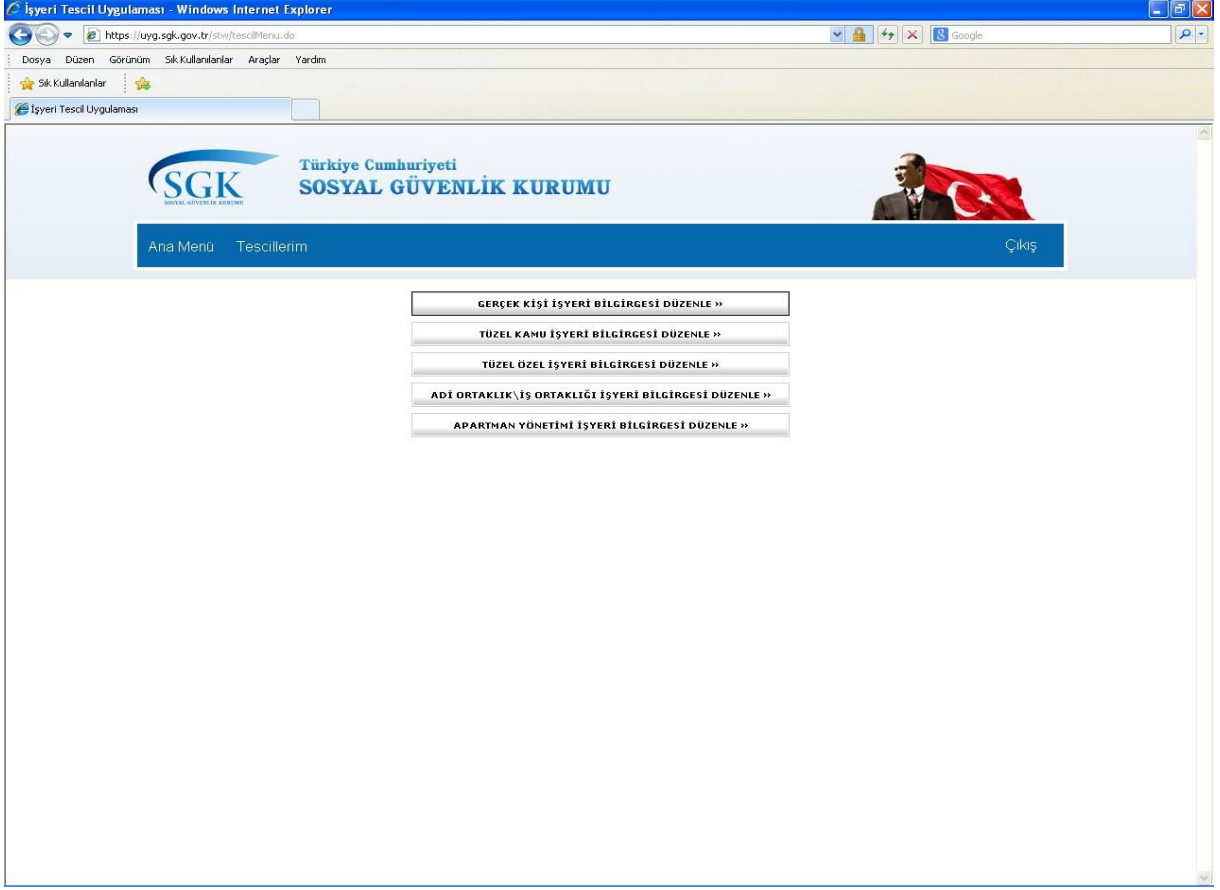 İşyeri Tescil Uygulaması - Windows Internet Explorer
https://uyg.sgk.gov.tr/stw/tescilMenu.do
Google
Dosya Düzen Görünüm Sık Kullanılanlar Araçlar Yardım
Sık Kullanılanlar
İşyeri Tescil Uygulaması
SGK
SOSYAL GÜVENLİK KURUMU
Türkiye Cumhuriyeti
SOSYAL GÜVENLİK KURUMU
Ana Menü Tescillerim Çıkış
GERÇEK KİŞİ İŞYERİ BİLGİRGESİ DÜZENLE »
TÜZEL KAMU İŞYERİ BİLGİRGESİ DÜZENLE »
TÜZEL ÖZEL İŞYERİ BİLGİRGESİ DÜZENLE »
ADİ ORTAKLIK\İŞ ORTAKLIĞI İŞYERİ BİLGİRGESİ DÜZENLE »
APARTMAN YÖNETİMİ İŞYERİ BİLGİRGESİ DÜZENLE »